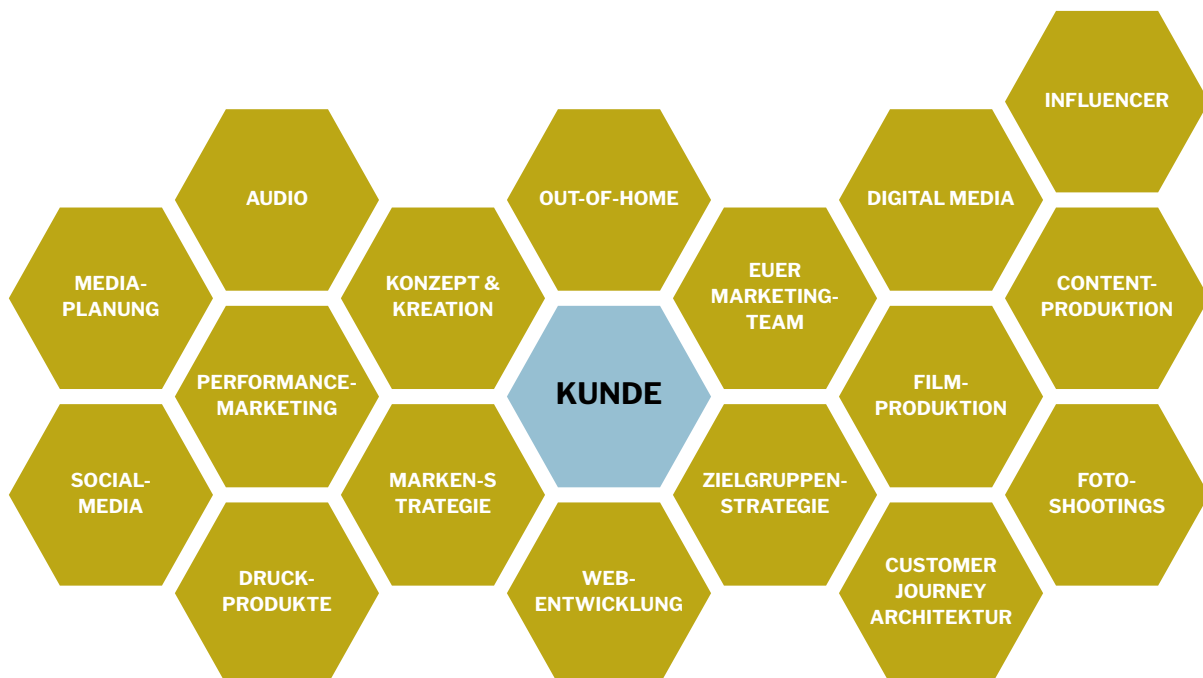 INFLUENCER
AUDIO
OUT-OF-HOME
DIGITAL MEDIA
MEDIA-
PLANUNG
KONZEPT &
KREATION
EUER
MARKETING-
TEAM
CONTENT-
PRODUKTION
PERFORMANCE-
MARKETING
KUNDE
FILM-
PRODUKTION
SOCIAL-
MEDIA
MARKEN-S
TRATEGIE
ZIELGRUPPEN-
STRATEGIE
FOTO-
SHOOTINGS
DRUCK-
PRODUKTE
WEB-
ENTWICKLUNG
CUSTOMER
JOURNEY
ARCHITEKTUR